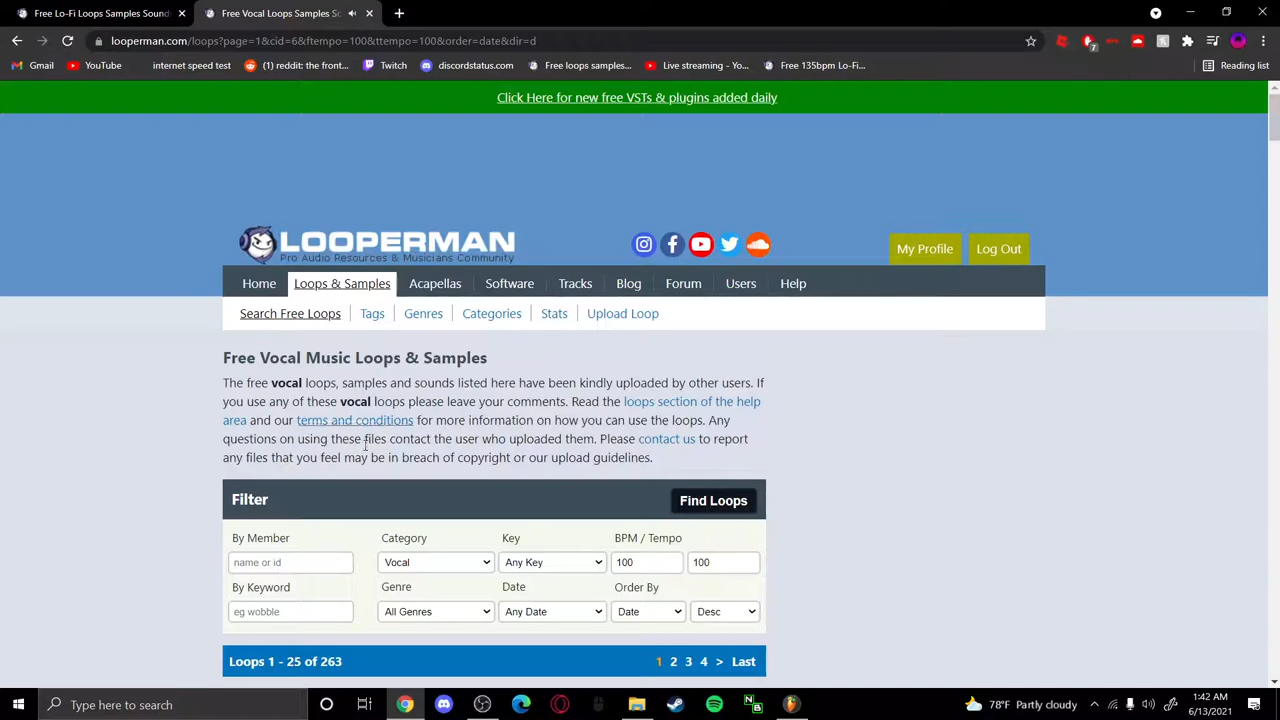 Free Lo-Fi Loops Samples Sound
Free Vocal Loops Samples So
looperman.com/loops?page=1&cid=6&ftempo=100&ttempo=100&order=date&dir=d
7
Gmail YouTube internet speed test (1) reddit: the front... Twitch discordstatus.com Free loops samples... Live streaming - Yo... Free 135bpm Lo-Fi... Reading list
Click Here for new free VSTs & plugins added daily
LOOPERMAN
Pro Audio Resources & Musicians Community
My Profile Log Out
Home Loops & Samples Acapellas Software Tracks Blog Forum Users Help
Search Free Loops Tags Genres Categories Stats Upload Loop
Free Vocal Music Loops & Samples
The free vocal loops, samples and sounds listed here have been kindly uploaded by other users. If
you use any of these vocal loops please leave your comments. Read the loops section of the help
area and our terms and conditions for more information on how you can use the loops. Any
questions on using these files contact the user who uploaded them. Please contact us to report
any files that you feel may be in breach of copyright or our upload guidelines.
Filter Find Loops
By Member Category Key BPM / Tempo
name or id Vocal Any Key 100 100
By Keyword Genre Date Order By
eg wobble All Genres Any Date Date Desc
Loops 1 - 25 of 263 1 2 3 4 > Last
Type here to search
N
B
78°F Partly cloudy
1:42 AM
6/13/2021